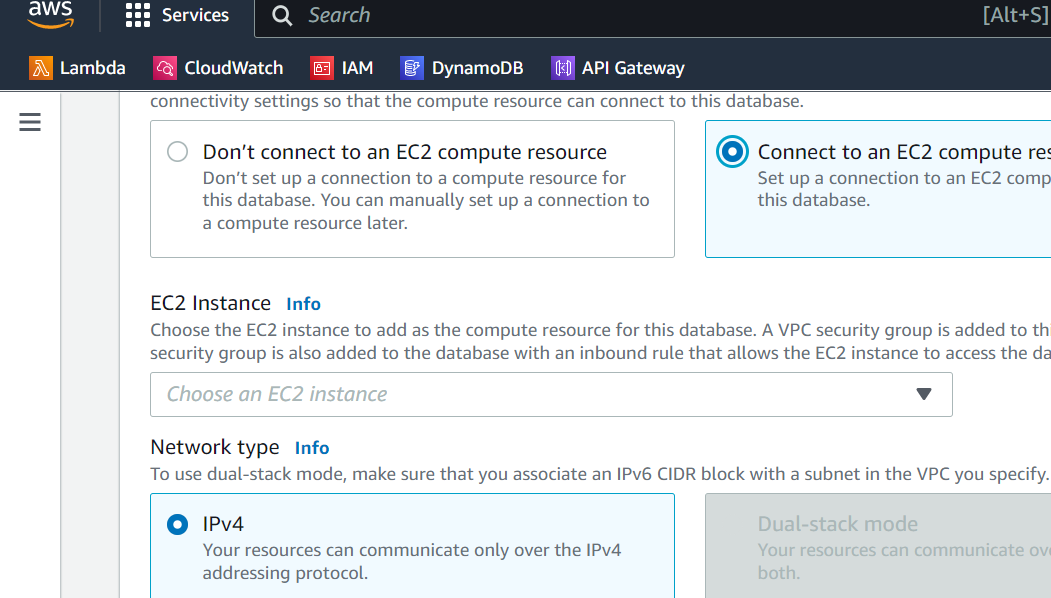 aws
Services
Search
[Alt+S]
Lambda
CloudWatch
IAM
DynamoDB
API Gateway
connectivity settings so that the compute resource can connect to this database.
Don’t connect to an EC2 compute resource
Don’t set up a connection to a compute resource for
this database. You can manually set up a connection to
a compute resource later.
Connect to an EC2 compute res
Set up a connection to an EC2 comp
this database.
EC2 Instance Info
Choose the EC2 instance to add as the compute resource for this database. A VPC security group is added to thi
security group is also added to the database with an inbound rule that allows the EC2 instance to access the da
Choose an EC2 instance
Network type Info
To use dual-stack mode, make sure that you associate an IPv6 CIDR block with a subnet in the VPC you specify.
IPv4
Your resources can communicate only over the IPv4
addressing protocol.
Dual-stack mode
Your resources can communicate ove
both.